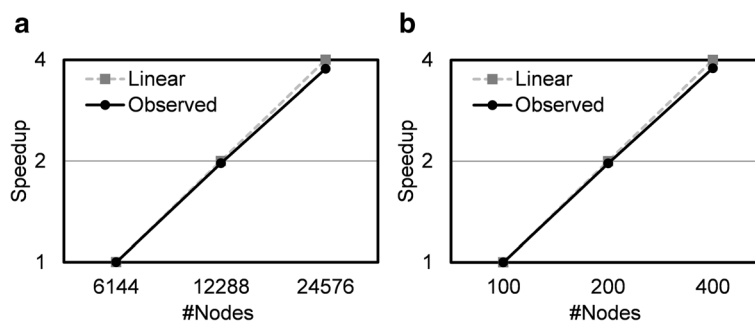 a
4
2
1
Speedup
Linear
Observed
6144 12288 24576
#Nodes
b
4
2
1
Speedup
Linear
Observed
100 200 400
#Nodes